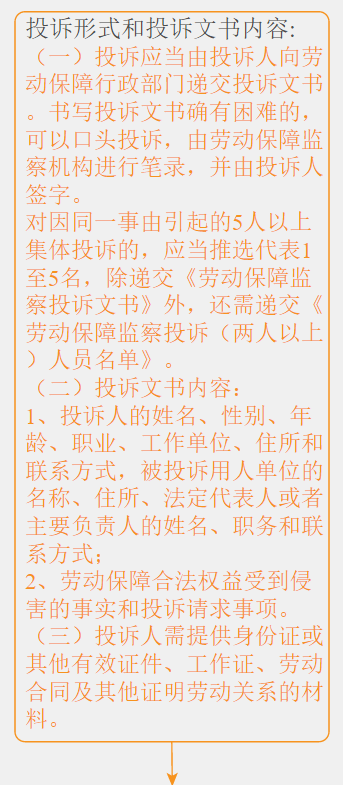 投诉形式和投诉文书内容:
（一）投诉应当由投诉人向劳
动保障行政部门递交投诉文书
。书写投诉文书确有困难的，
可以口头投诉，由劳动保障监
察机构进行笔录，并由投诉人
签字。
对因同一事由引起的5人以上
集体投诉的，应当推选代表1
至5名，除递交《劳动保障监
察投诉文书》外，还需递交《
劳动保障监察投诉（两人以上
）人员名单》。
（二）投诉文书内容：
1、投诉人的姓名、性别、年
龄、职业、工作单位、住所和
联系方式，被投诉用人单位的
名称、住所、法定代表人或者
主要负责人的姓名、职务和联
系方式；
2、劳动保障合法权益受到侵
害的事实和投诉请求事项。
（三）投诉人需提供身份证或
其他有效证件、工作证、劳动
合同及其他证明劳动关系的材
料。